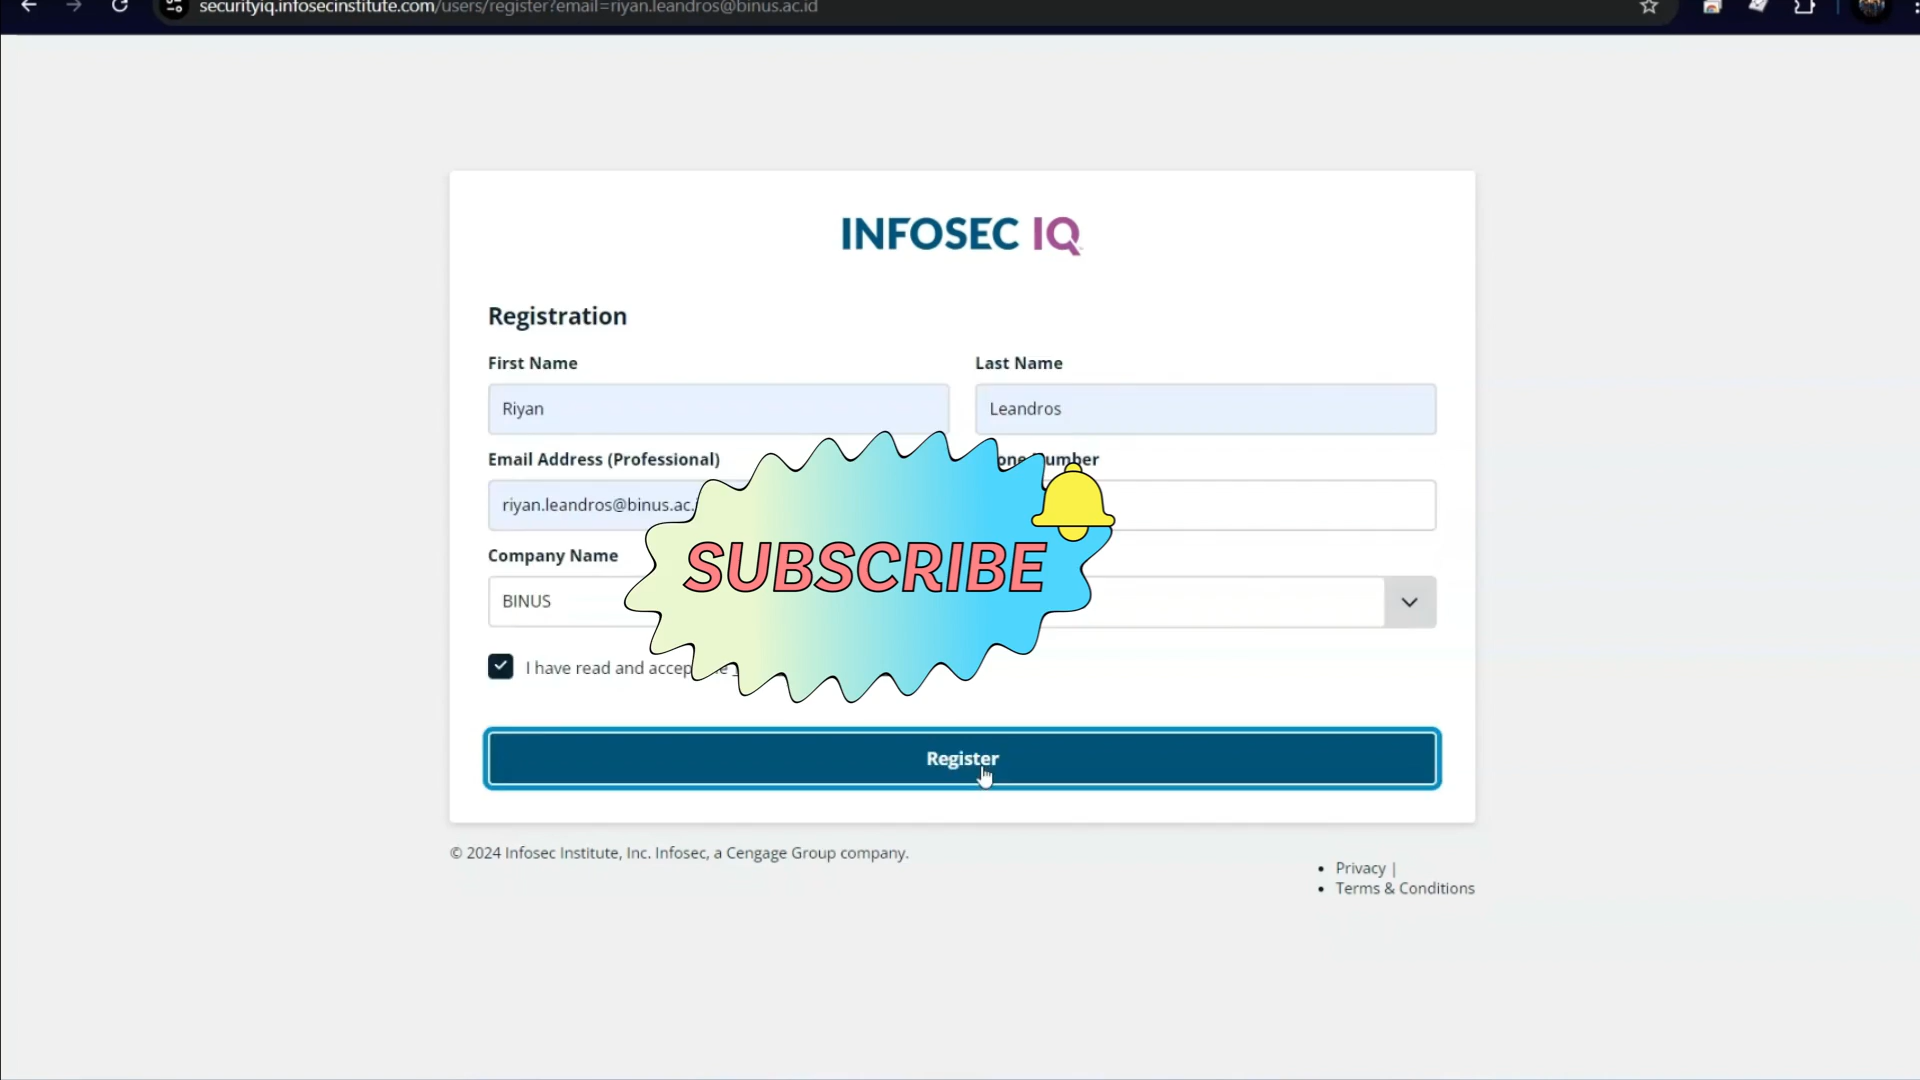 securityiq.infosecinstitute.com/users/register?email=riyan.leandros@binus.ac.id
INFOSEC IQ
Registration
First Name
Last Name
Riyan
Leandros
Email Address (Professional)
riyan.leandros@binus.ac.
Company Name
SUBSCRIBE
BINUS
I have read and accep
Register
© 2024 Infosec Institute, Inc. Infosec, a Cengage Group company.
• Privacy |
• Terms & Conditions